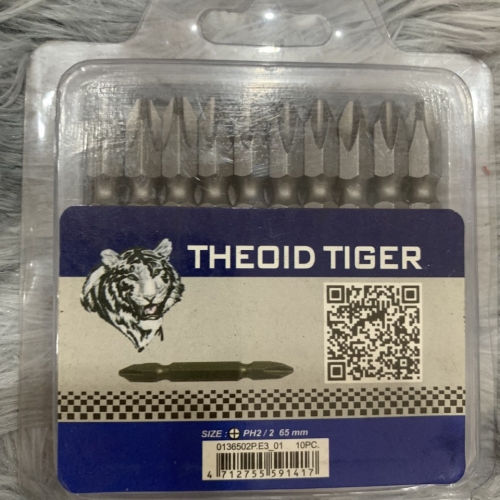 THEOID TIGER
SIZE : PH2 / 2 65 mm
0136502P.E3_01 10PC.
4 712755 591417